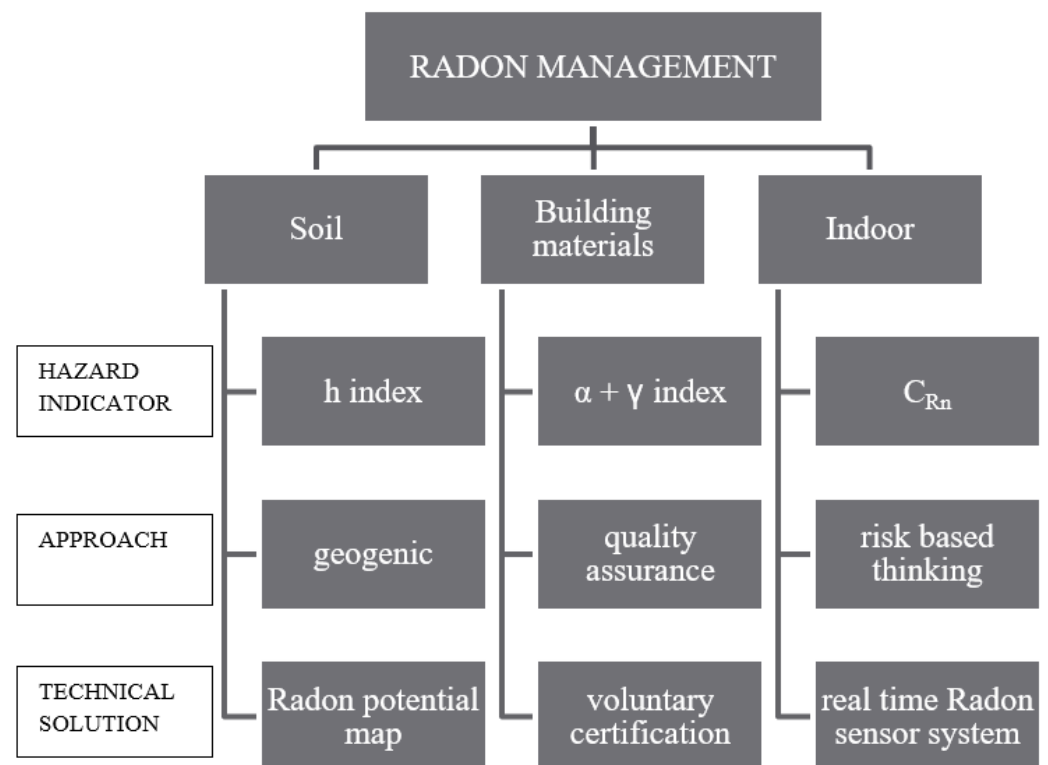 RADON MANAGEMENT
Soil
Building
materials
Indoor
HAZARD
INDICATOR
h index
α + γ index
C_Rn
APPROACH
geogenic
quality
assurance
risk based
thinking
TECHNICAL
SOLUTION
Radon potential
map
voluntary
certification
real time Radon
sensor system